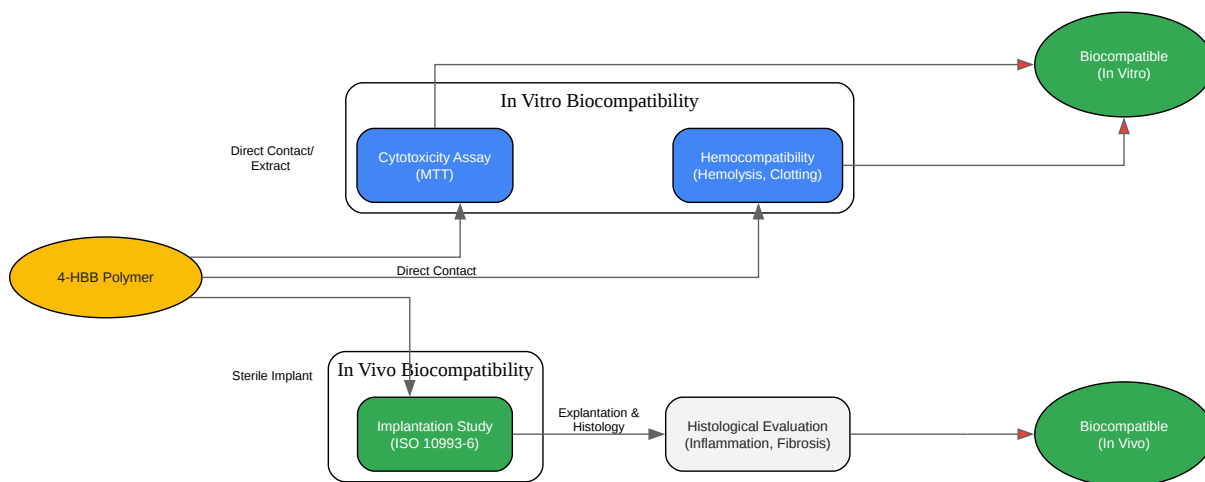 Biocompatible
(In Vitro)
In Vitro Biocompatibility
Direct Contact/
Extract
Cytotoxicity Assay
(MTT)
Hemocompatibility
(Hemolysis, Clotting)
4-HBB Polymer
Direct Contact
Sterile Implant
In Vivo Biocompatibility
Implantation Study
(ISO 10993-6)
Explantation &
Histology
Histological Evaluation
(Inflammation, Fibrosis)
Biocompatible
(In Vivo)